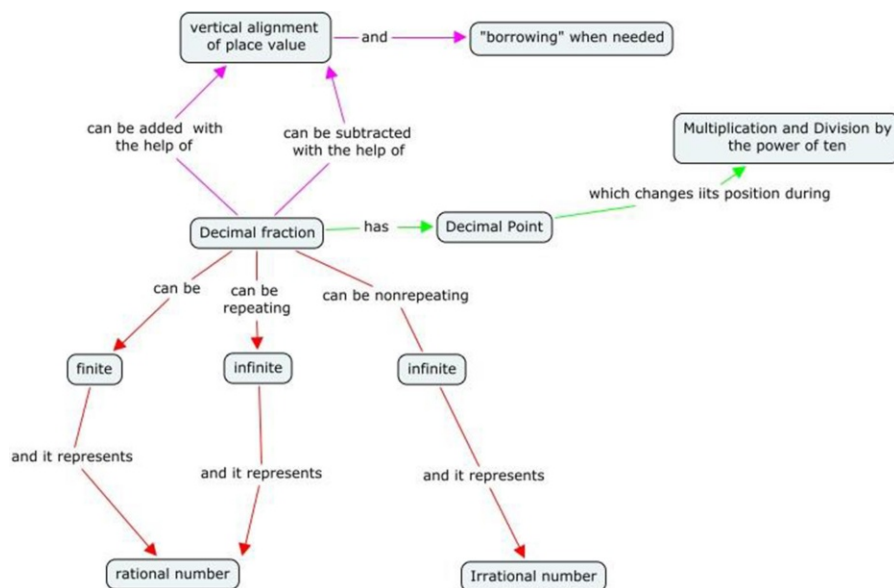 vertical alignment
of place value
and
"borrowing" when needed
can be added with
the help of
can be subtracted
with the help of
Multiplication and Division by
the power of ten
which changes iits position during
Decimal fraction
has
Decimal Point
can be
can be
repeating
can be nonrepeating
finite
infinite
infinite
and it represents
and it represents
and it represents
rational number
Irrational number